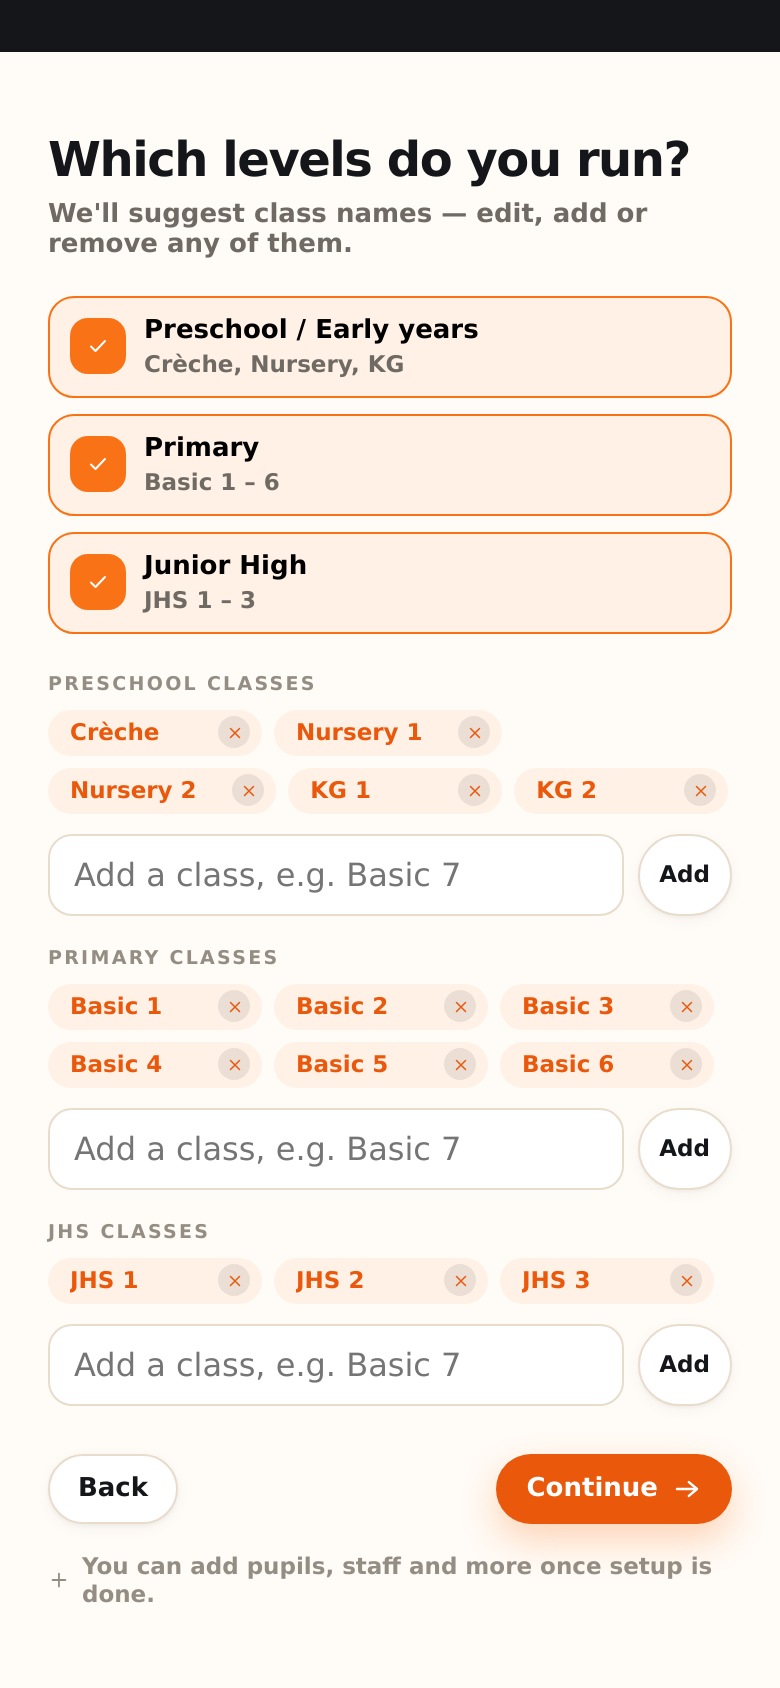 Which levels do you run?
We'll suggest class names — edit, add or
remove any of them.
Preschool / Early years
Crèche, Nursery, KG
Primary
Basic 1 – 6
Junior High
JHS 1 – 3
PRESCHOOL CLASSES
Crèche × Nursery 1 ×
Nursery 2 × KG 1 × KG 2 ×
Add a class, e.g. Basic 7 Add
PRIMARY CLASSES
Basic 1 × Basic 2 × Basic 3 ×
Basic 4 × Basic 5 × Basic 6 ×
Add a class, e.g. Basic 7 Add
JHS CLASSES
JHS 1 × JHS 2 × JHS 3 ×
Add a class, e.g. Basic 7 Add
Back Continue →
+ You can add pupils, staff and more once setup is
done.